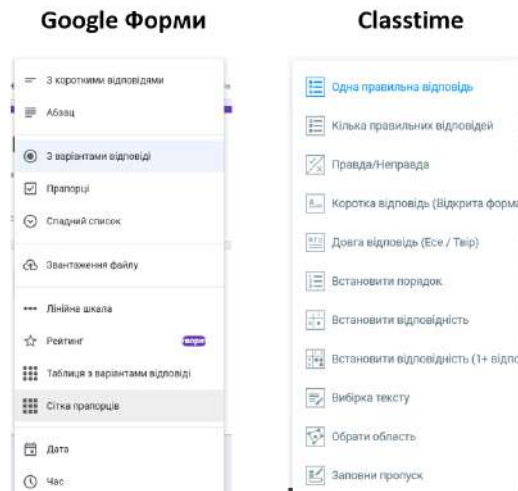 Google Форми
З короткими відповідями
Абзац
З варіантами відповіді
Прапорці
Спадний список
Звантаження файлу
Лінійна шкала
Рейтинг
Таблиця з варіантами відповіді
Сітка прапорців
Дата
Час
Classtime
Одна правильна відповідь
Кілька правильних відповідей
Правда/Неправда
Коротка відповідь (Відкрита форма
Довга відповідь (Есе / Твір)
Встановити порядок
Встановити відповідність
Встановити відповідність (1+ відпо
Вибірка тексту
Обрати область
Заповни пропуск